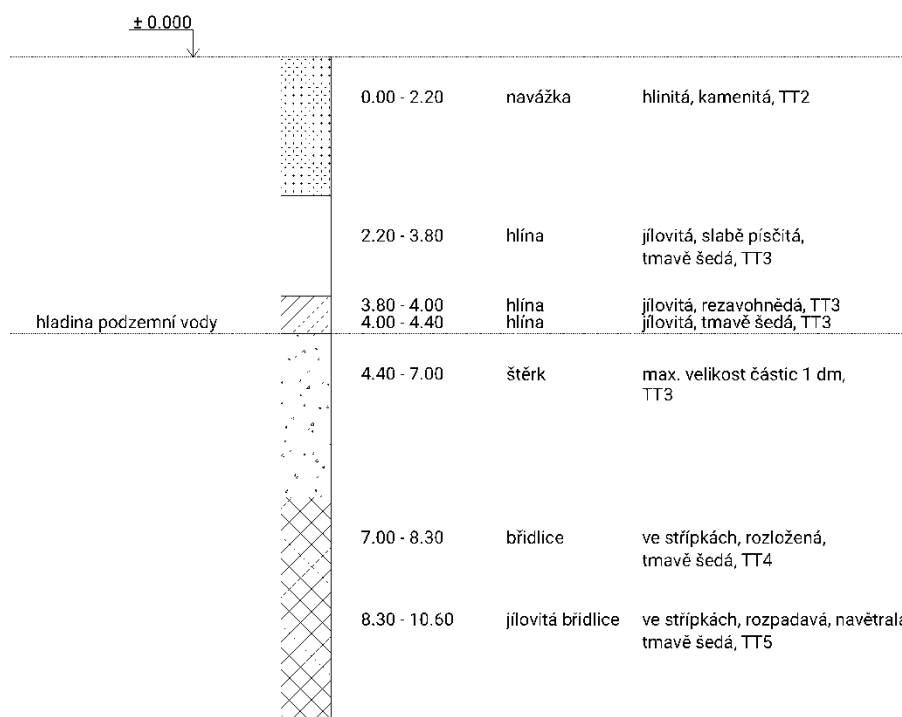 ± 0.000
0.00 - 2.20 navážka hlinitá, kamenitá, TT2
2.20 - 3.80 hlína jílovitá, slabě písčitá,
tmavě šedá, TT3
3.80 - 4.00 hlína jílovitá, rezavohnědá, TT3
hladina podzemní vody 4.00 - 4.40 hlína jílovitá, tmavě šedá, TT3
4.40 - 7.00 štěrk max. velikost částic 1 dm,
TT3
7.00 - 8.30 břidlice ve střípkách, rozložená,
tmavě šedá, TT4
8.30 - 10.60 jílovitá břidlice ve střípkách, rozpadavá, navětralá
tmavě šedá, TT5